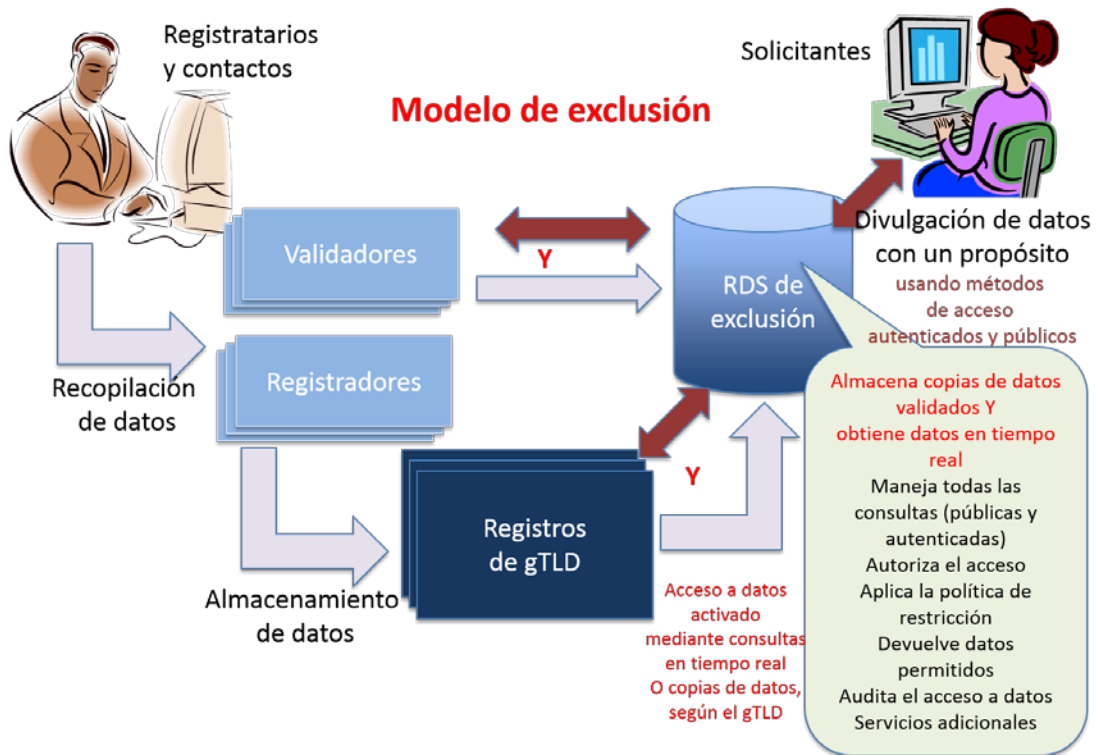 Registratarios
y contactos
Solicitantes
Modelo de exclusión
Validadores
Y
RDS de
exclusión
Divulgación de datos
con un propósito
usando métodos
de acceso
autenticados y públicos
Registradores
Recopilación
de datos
Registros
de gTLD
Y
Almacenamiento
de datos
Acceso a datos
activado
mediante consultas
en tiempo real
O copias de datos,
según el gTLD
Almacena copias de datos
validados Y
obtiene datos en tiempo
real
Maneja todas las
consultas (públicas y
autenticadas)
Autoriza el acceso
Aplica la política de
restricción
Devuelve datos
permitidos
Audita el acceso a datos
Servicios adicionales